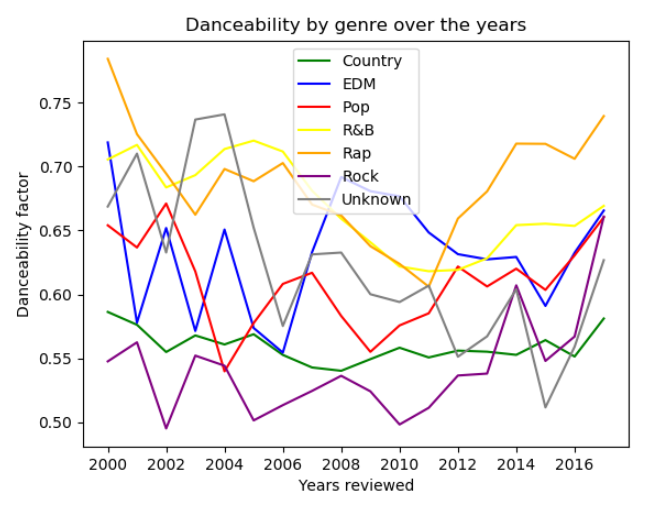 Danceability by genre over the years
Country
EDM
Pop
R&B
Rap
Rock
Unknown
Danceability factor
0.75
0.70
0.65
0.60
0.55
0.50
2000 2002 2004 2006 2008 2010 2012 2014 2016
Years reviewed